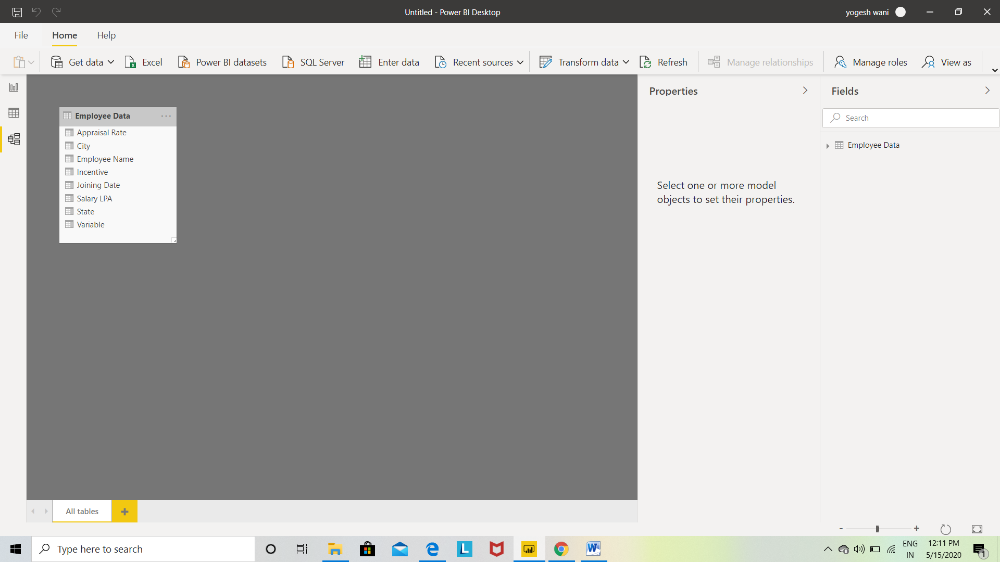 Untitled - Power BI Desktop
yogesh wani
File Home Help
Get data Excel Power BI datasets SQL Server Enter data Recent sources Transform data Refresh Manage relationships Manage roles View as
Employee Data ...
Appraisal Rate
City
Employee Name
Incentive
Joining Date
Salary LPA
State
Variable
Properties
Select one or more model
objects to set their properties.
Fields
Search
Employee Data
All tables +
- +
Type here to search
ENG
IN
12:11 PM
5/15/2020
1